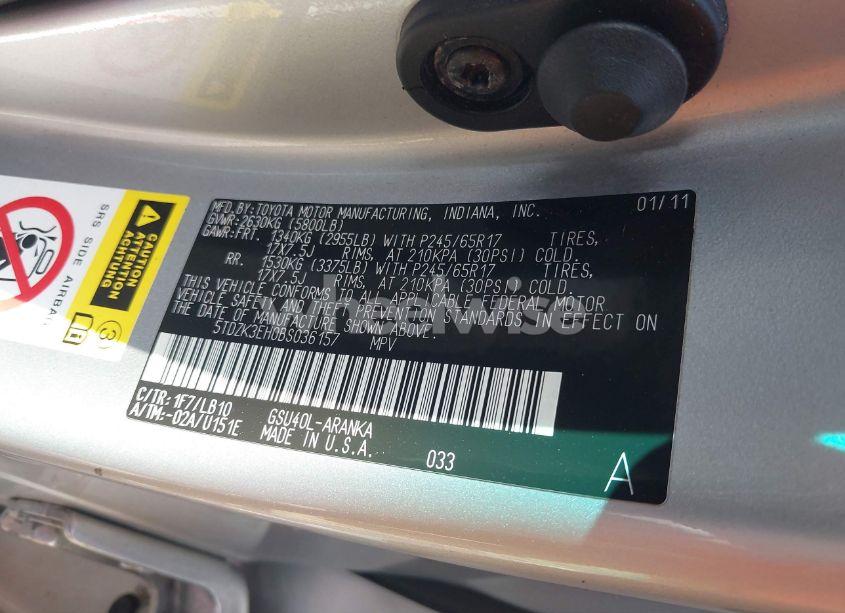 MFD. BY: TOYOTA MOTOR MANUFACTURING, INDIANA, INC. 01/11
GVWR: 2630KG (5800LB)
GAWR: FRT. 1340KG (2955LB) WITH P245/65R17 TIRES,
17X7.5J RIMS, AT 210KPA (30PSI) COLD.
RR. 1530KG (3375LB) WITH P245/65R17 TIRES,
17X7.5J RIMS, AT 210KPA (30PSI) COLD.
THIS VEHICLE CONFORMS TO ALL APPLICABLE FEDERAL MOTOR
VEHICLE SAFETY AND THEFT PREVENTION STANDARDS IN EFFECT ON
THE DATE OF MANUFACTURE SHOWN ABOVE.
5TDZK3EH0BS036157 MPV
C/TR: 1F7/LB10 GSU40L-ARANKA
A/TM: -02A/U151E MADE IN U.S.A.
033 A
CAUTION
ATTENTION
SRS SIDE AIRBAG
3
wheelwise